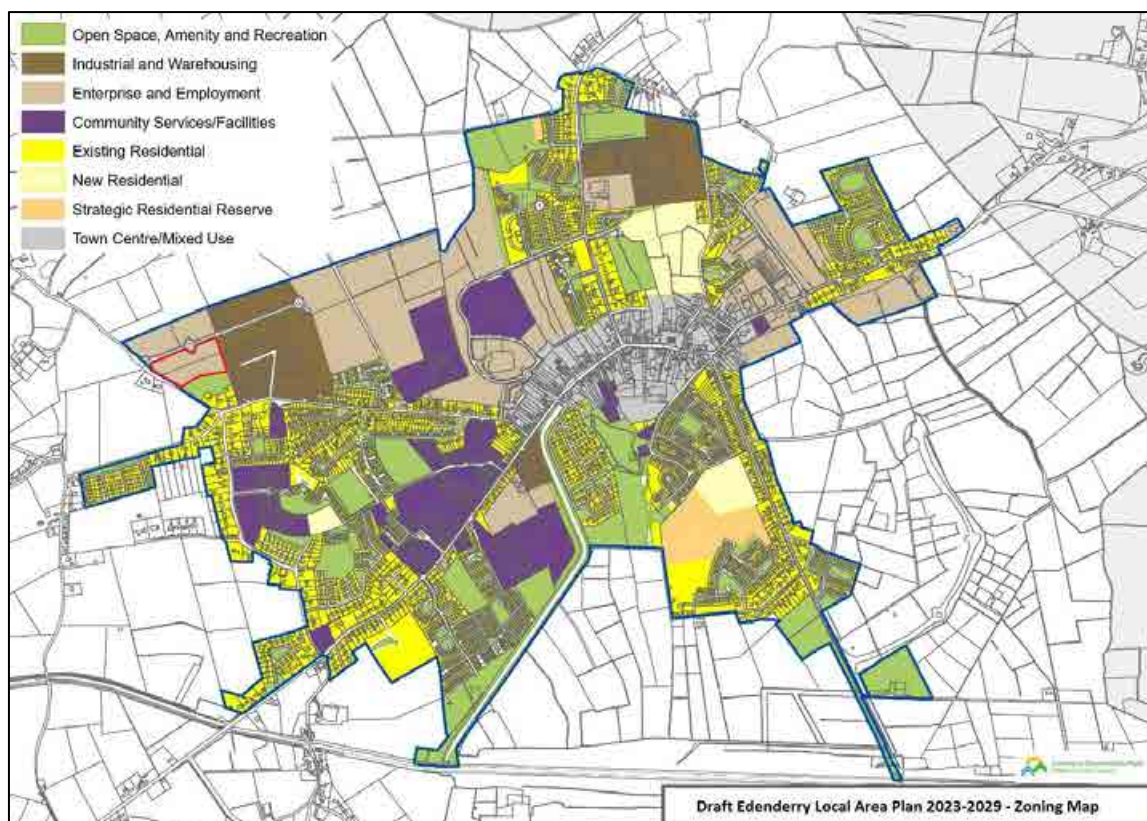 Open Space, Amenity and Recreation
Industrial and Warehousing
Enterprise and Employment
Community Services/Facilities
Existing Residential
New Residential
Strategic Residential Reserve
Town Centre/Mixed Use
Draft Edenderry Local Area Plan 2023-2029 - Zoning Map